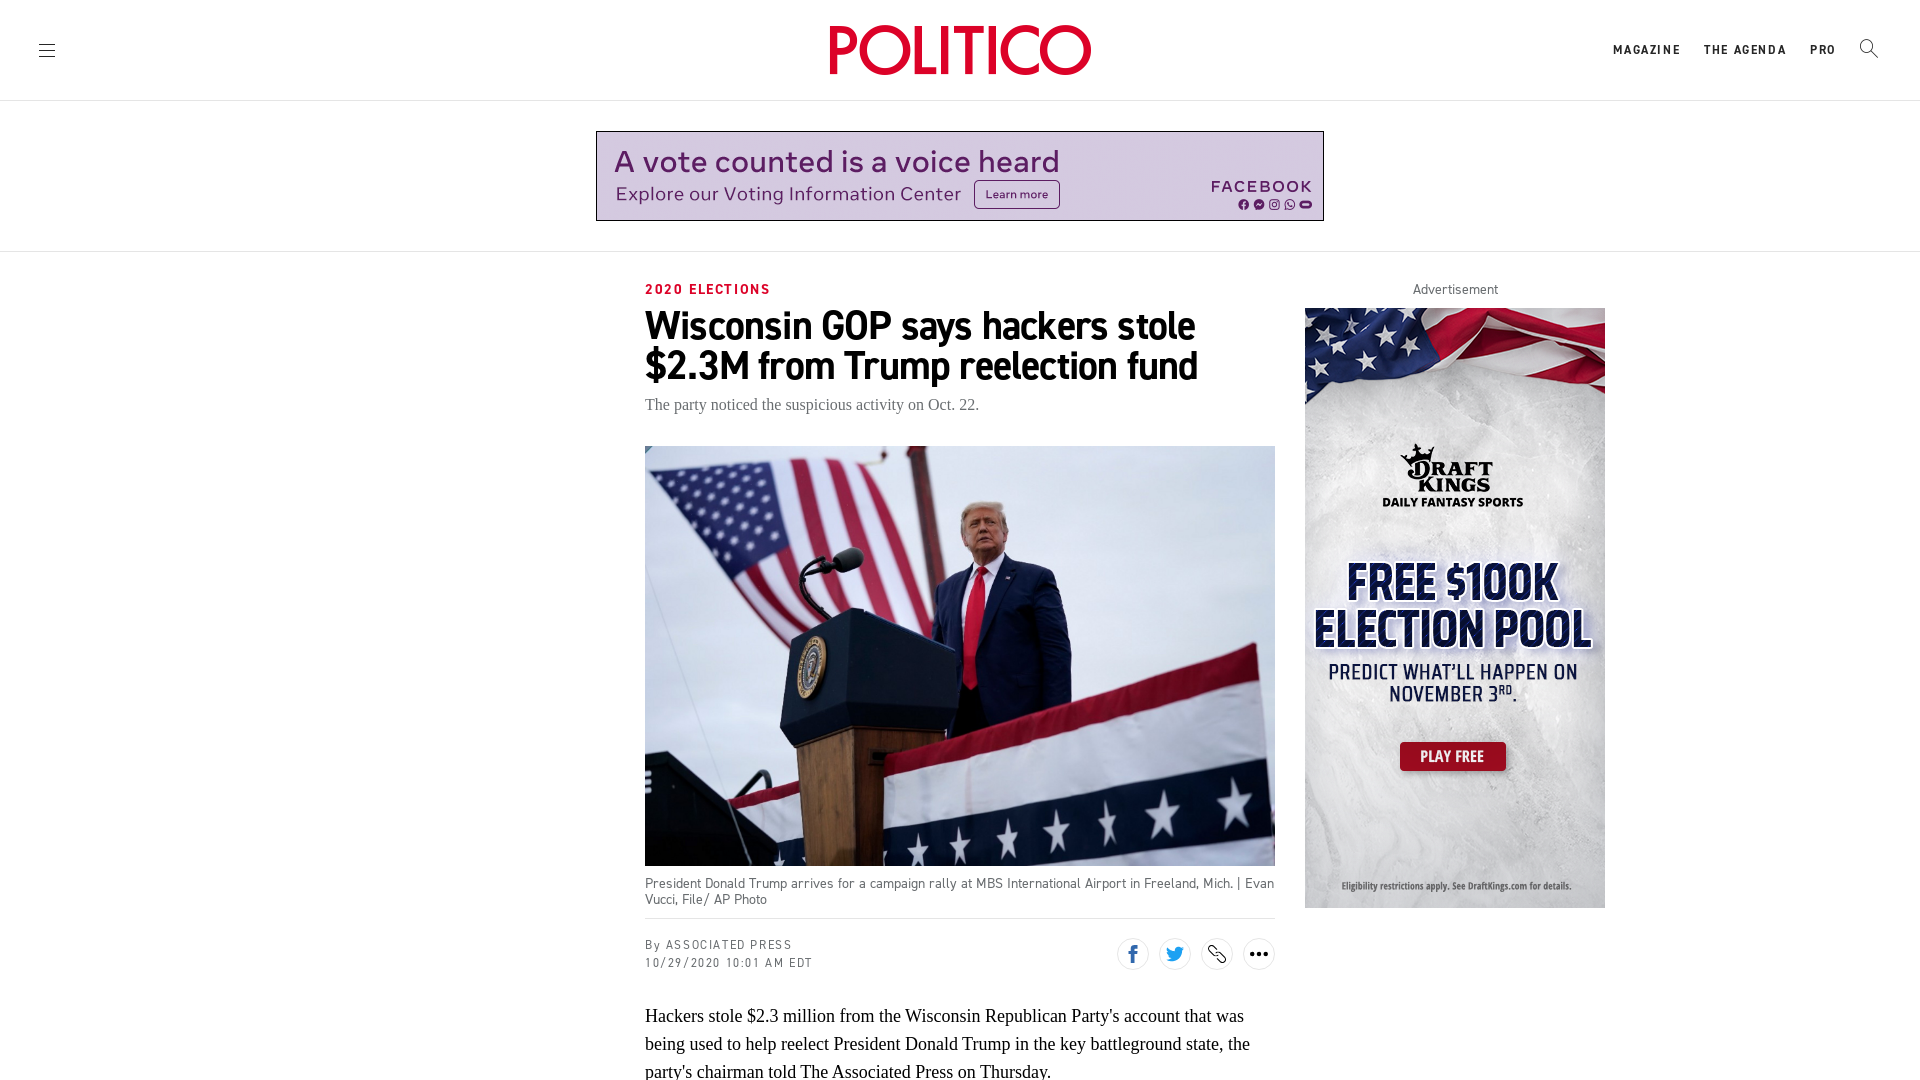 POLITICO
MAGAZINE THE AGENDA PRO
A vote counted is a voice heard
Explore our Voting Information Center Learn more
FACEBOOK
2020 ELECTIONS
Wisconsin GOP says hackers stole
$2.3M from Trump reelection fund
The party noticed the suspicious activity on Oct. 22.
President Donald Trump arrives for a campaign rally at MBS International Airport in Freeland, Mich. | Evan
Vucci, File/ AP Photo
By ASSOCIATED PRESS
10/29/2020 10:01 AM EDT
Hackers stole $2.3 million from the Wisconsin Republican Party's account that was
being used to help reelect President Donald Trump in the key battleground state, the
party's chairman told The Associated Press on Thursday.
Advertisement
DRAFT
KINGS
DAILY FANTASY SPORTS
FREE $100K
ELECTION POOL
PREDICT WHAT'LL HAPPEN ON
NOVEMBER 3RD.
PLAY FREE
Eligibility restrictions apply. See DraftKings.com for details.